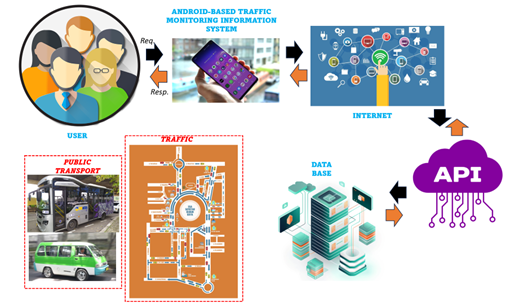 ANDROID-BASED TRAFFIC
MONITORING INFORMATION
SYSTEM
Req.
Resp.
USER
INTERNET
TRAFFIC
PUBLIC
TRANSPORT
DATA
BASE
API